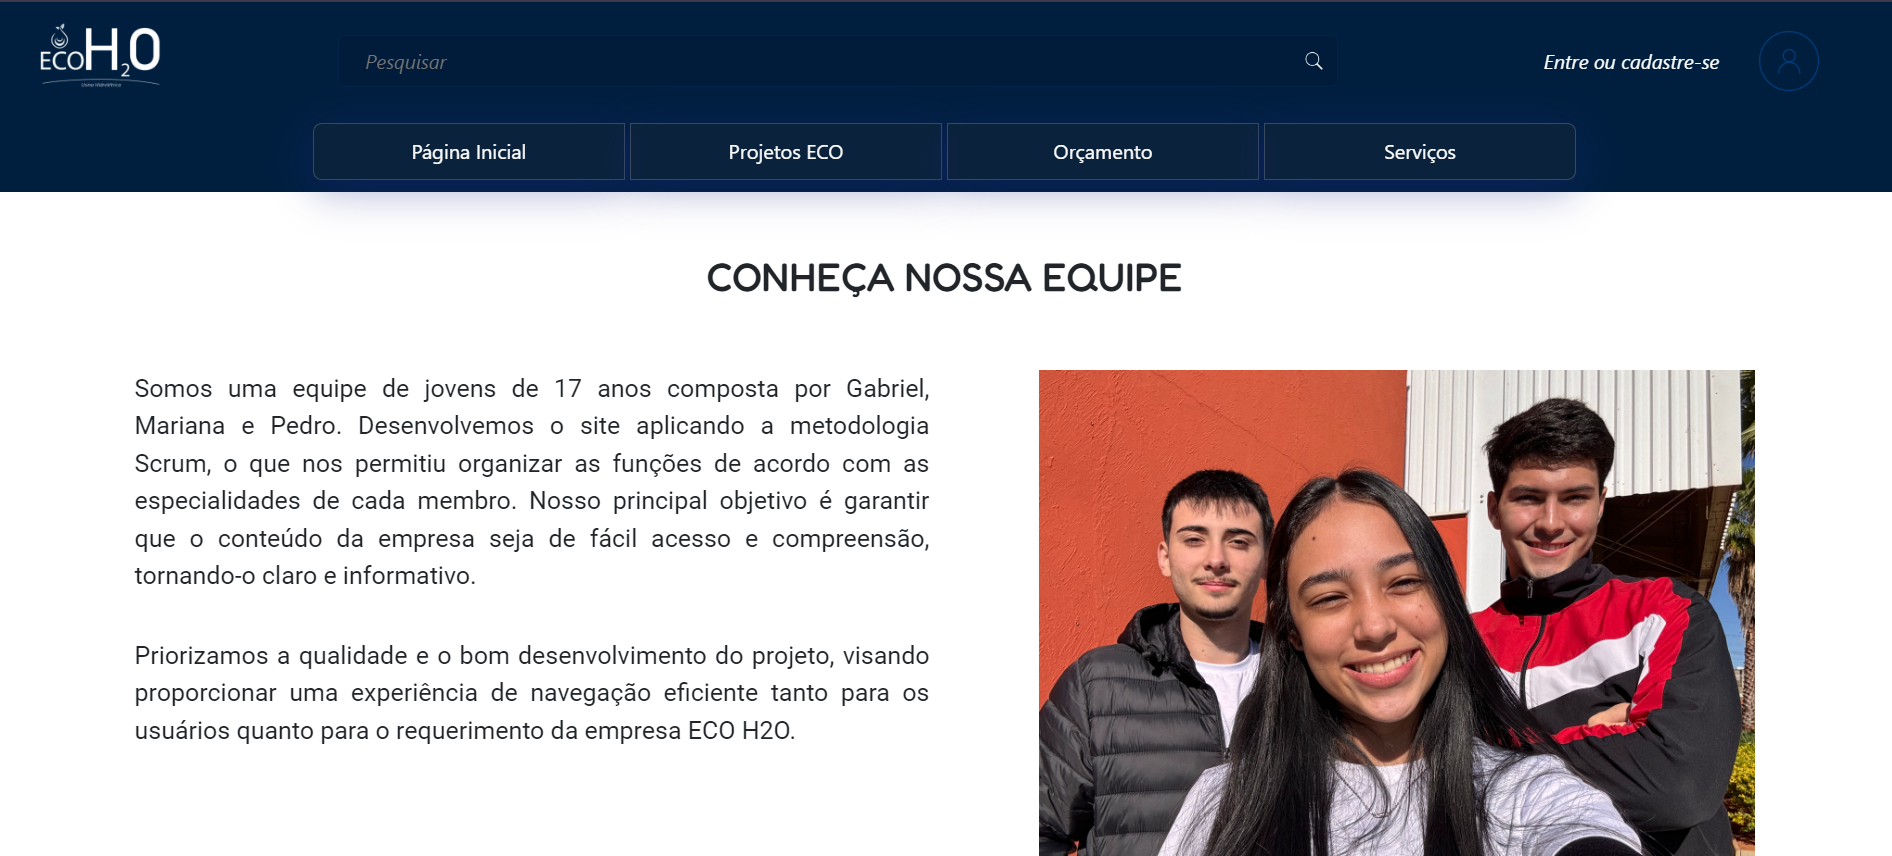 ECOH2O
Pesquisar
Entre ou cadastre-se
Página Inicial
Projetos ECO
Orçamento
Serviços
CONHEÇA NOSSA EQUIPE
Somos uma equipe de jovens de 17 anos composta por Gabriel,
Mariana e Pedro. Desenvolvemos o site aplicando a metodologia
Scrum, o que nos permitiu organizar as funções de acordo com as
especialidades de cada membro. Nosso principal objetivo é garantir
que o conteúdo da empresa seja de fácil acesso e compreensão,
tornando-o claro e informativo.
Priorizamos a qualidade e o bom desenvolvimento do projeto, visando
proporcionar uma experiência de navegação eficiente tanto para os
usuários quanto para o requerimento da empresa ECO H2O.